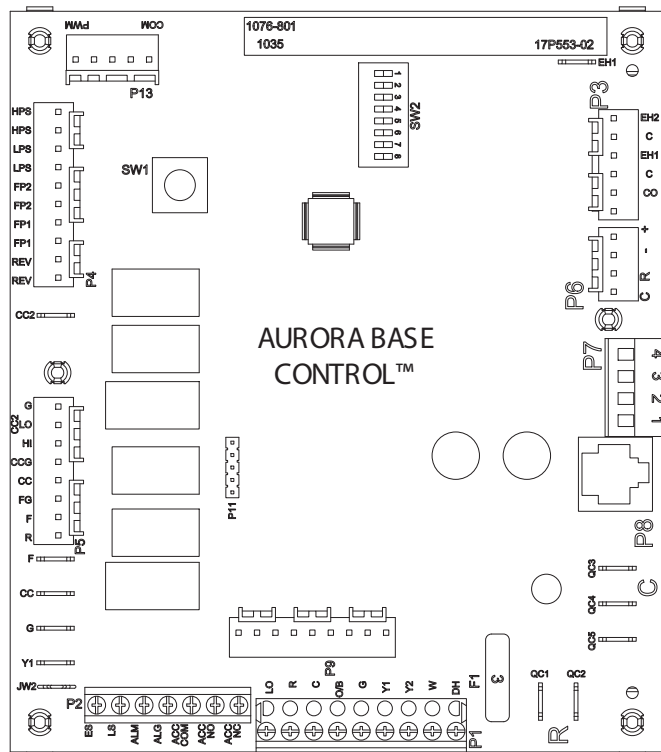 PWM COM
P13
1076-801
1035 17P553-02
EH1
SW2
1
2
3
4
5
6
7
8
SW1
P3
EH2
C
EH1
C
CO
HPS
HPS
LPS
LPS
FP2
FP2
FP1
FP1
REV
REV
P4
CC2
P6
+
-
R
C
AURORA BASE
CONTROL™
P7
4
3
2
1
P8
CC2
G
LO
HI
CCG
CC
FG
F
R
P5
P11
F
CC
G
Y1
JW2
QC3
QC4
QC5
C
P9
F1
3
QC1 QC2
R
P2
ES LS ALM ALG ACC COM ACC NO ACC NC
LO R C O/B G Y1 Y2 W DH
P1